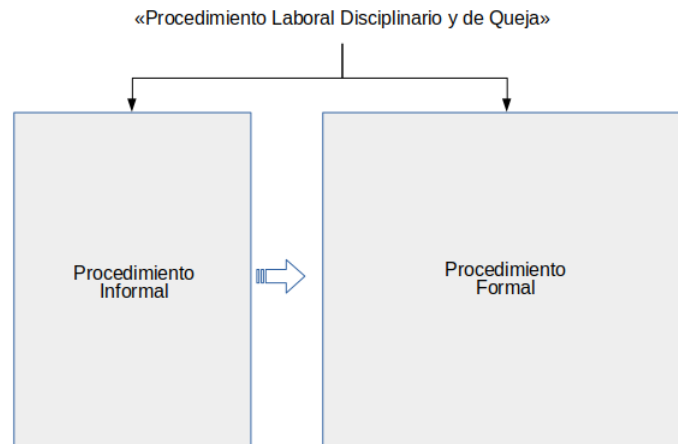 «Procedimiento Laboral Disciplinario y de Queja»
Procedimiento
Informal
Procedimiento
Formal